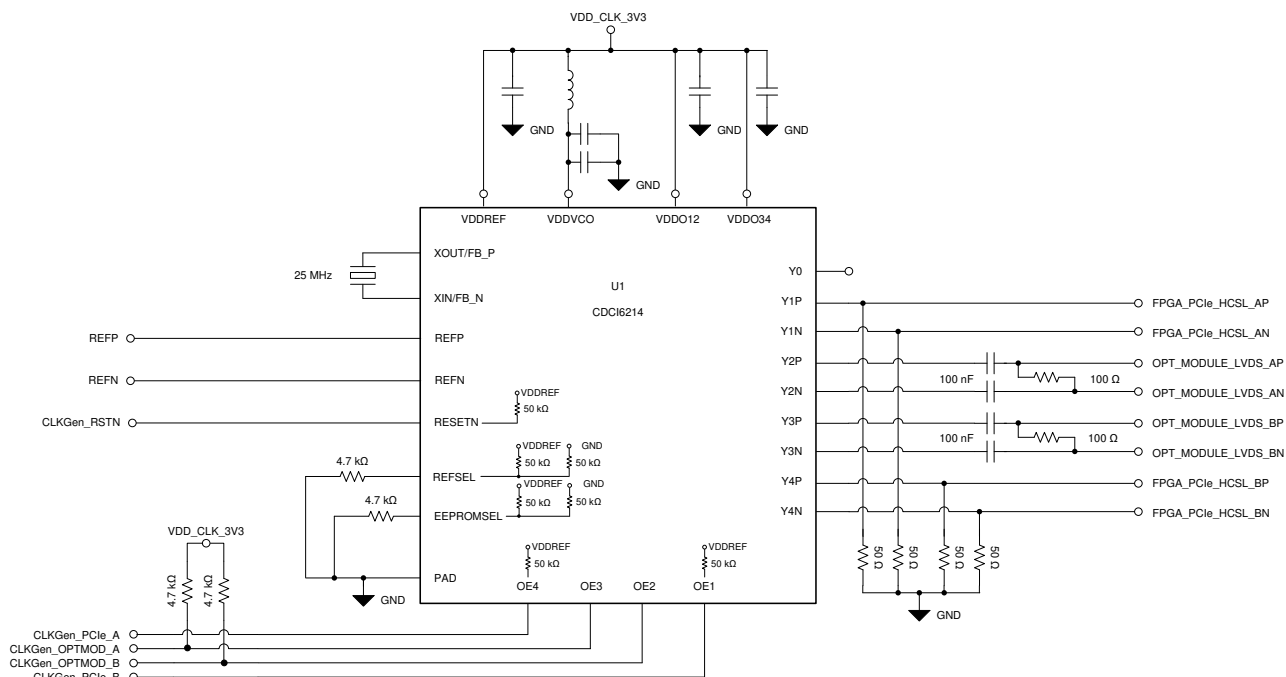 VDD_CLK_3V3
GND
GND
GND
GND
VDDREF VDDVCO VDDO12 VDDO34
XOUT/FB_P
25 MHz
XIN/FB_N
U1
CDCI6214
Y0
Y1P FPGA_PCIe_HCSL_AP
Y1N FPGA_PCIe_HCSL_AN
REFP REFP
Y2P OPT_MODULE_LVDS_AP
100 nF 100 Ω
REFN REFN
Y2N OPT_MODULE_LVDS_AN
VDDREF
50 kΩ
CLKGen_RSTN RESETN
Y3P OPT_MODULE_LVDS_BP
100 nF 100 Ω
Y3N OPT_MODULE_LVDS_BN
VDDREF GND
50 kΩ 50 kΩ
4.7 kΩ REFSEL
Y4P FPGA_PCIe_HCSL_BP
VDDREF GND
50 kΩ 50 kΩ
4.7 kΩ EEPROMSEL
Y4N FPGA_PCIe_HCSL_BN
VDD_CLK_3V3
4.7 kΩ 4.7 kΩ
VDDREF VDDREF
50 kΩ 50 kΩ
50 Ω 50 Ω 50 Ω 50 Ω
PAD
GND
OE4 OE3 OE2 OE1
GND
CLKGen_PCIe_A
CLKGen_OPTMOD_A
CLKGen_OPTMOD_B
CLKGen_PCIe_B